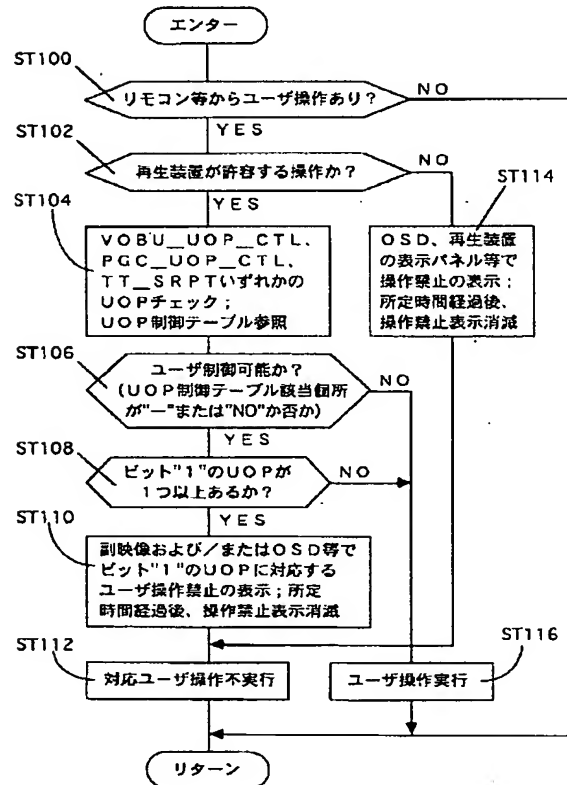 エンター
ST100
リモコン等からユーザ操作あり？
NO
YES
ST102
再生装置が許容する操作か？
NO
YES
ST104
VOBU＿UOP＿CTL、
PGC＿UOP＿CTL、
TT＿SRPTいずれかの
UOPチェック；
UOP制御テーブル参照
ST114
OSD、再生装置
の表示パネル等で
操作禁止の表示；
所定時間経過後、
操作禁止表示消滅
ST106
ユーザ制御可能か？
（UOP制御テーブル該当個所
が"ー"または"NO"か否か）
NO
YES
ST108
ビット"1"のUOPが
1つ以上あるか？
NO
YES
ST110
副映像および／またはOSD等で
ビット"1"のUOPに対応する
ユーザ操作禁止の表示；所定
時間経過後、操作禁止表示消滅
ST112
対応ユーザ操作不実行
ST116
ユーザ操作実行
リターン